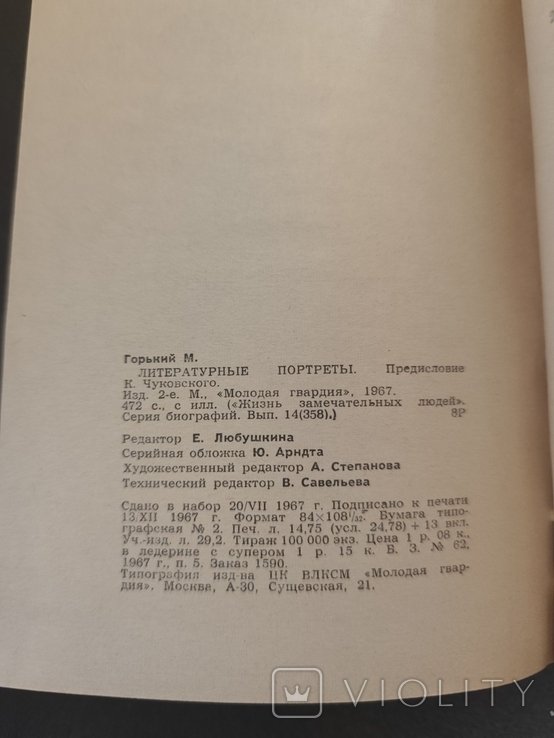 Горький М.
ЛИТЕРАТУРНЫЕ ПОРТРЕТЫ. Предисловие
К. Чуковского.
Изд. 2-е. М., «Молодая гвардия», 1967.
472 с., с илл. («Жизнь замечательных людей».
Серия биографий. Вып. 14(358).) 8Р
Редактор Е. Любушкина
Серийная обложка Ю. Арндта
Художественный редактор А. Степанова
Технический редактор В. Савельева
Сдано в набор 20/VII 1967 г. Подписано к печати
13/XII 1967 г. Формат 84×108¹/₃₂. Бумага типо-
графская № 2. Печ. л. 14,75 (усл. 24,78) + 13 вкл.
Уч.-изд. л. 29,2. Тираж 100 000 экз. Цена 1 р. 08 к.,
в ледерине с супером 1 р. 15 к. Б. З. № 62,
1967 г., п. 5. Заказ 1590.
Типография изд-ва ЦК ВЛКСМ «Молодая гвар-
дия». Москва, А-30, Сущевская, 21.
VIOLITY